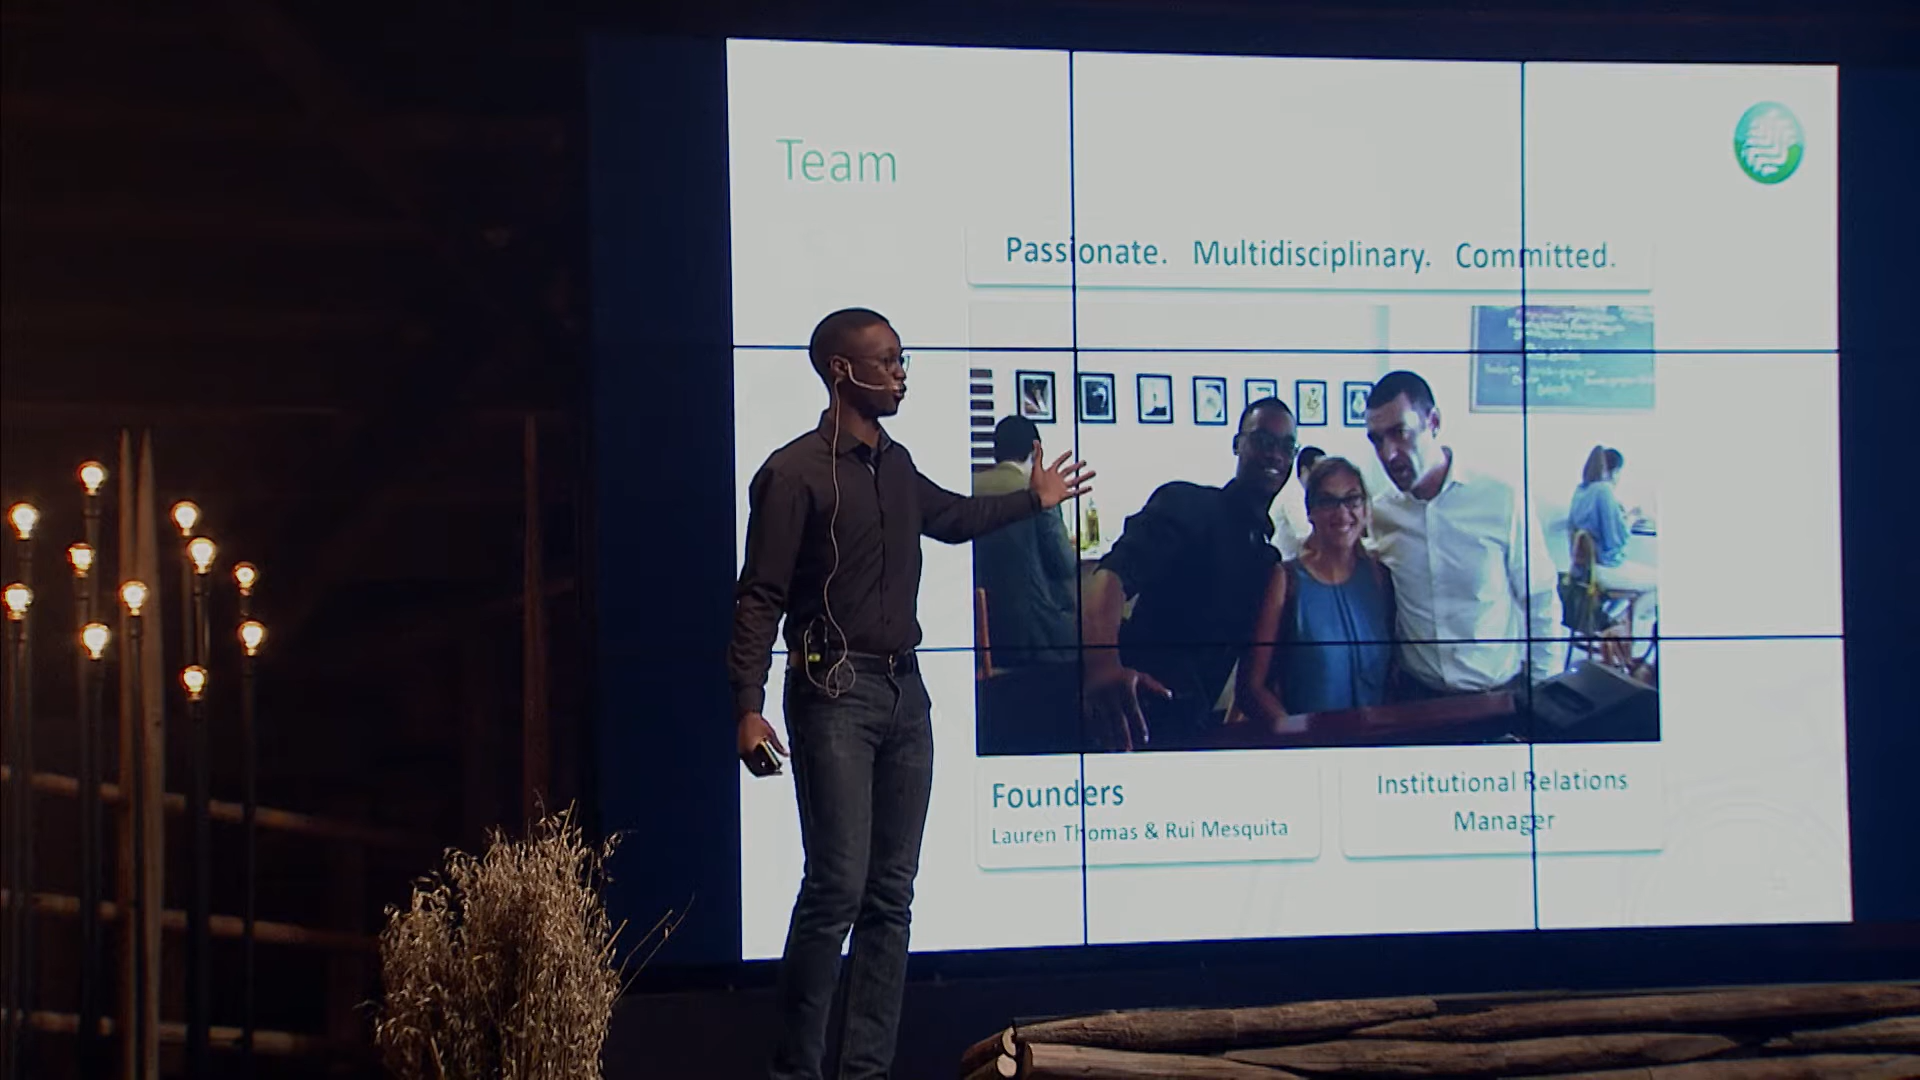 Team
Passionate. Multidisciplinary. Committed.
Founders
Lauren Thomas & Rui Mesquita
Institutional Relations
Manager